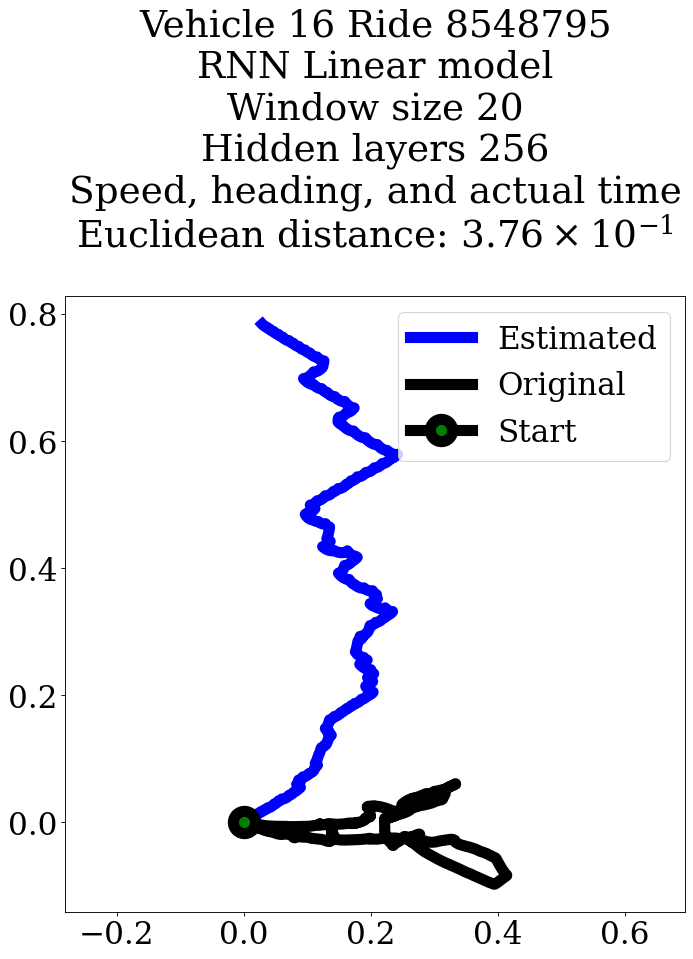 Vehicle 16 Ride 8548795
RNN Linear model
Window size 20
Hidden layers 256
Speed, heading, and actual time
Euclidean distance: 3.76 × 10⁻¹
Estimated
Original
Start
0.8
0.6
0.4
0.2
0.0
−0.2 0.0 0.2 0.4 0.6